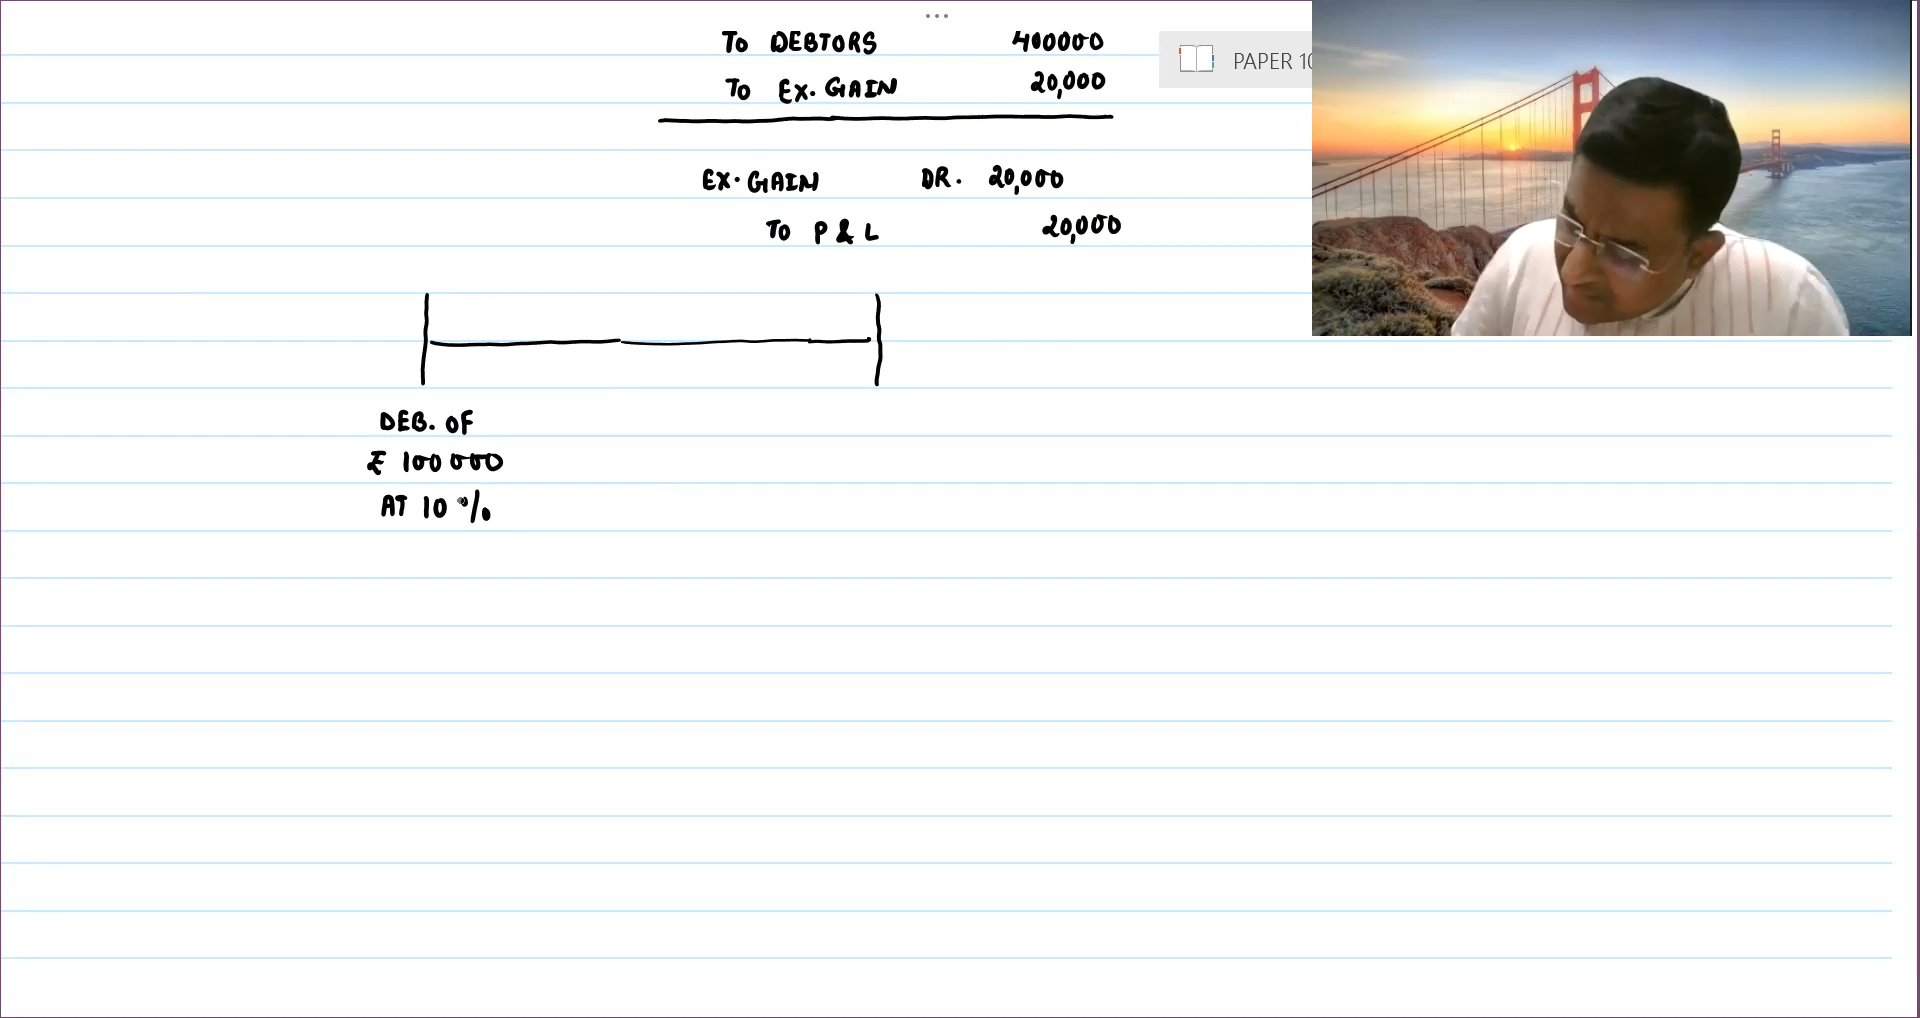 To DEBTORS 400000
To EX. GAIN 20,000
PAPER 10
EX. GAIN DR. 20,000
To P & L 20,000
DEB. OF
₹ 100000
AT 10 %